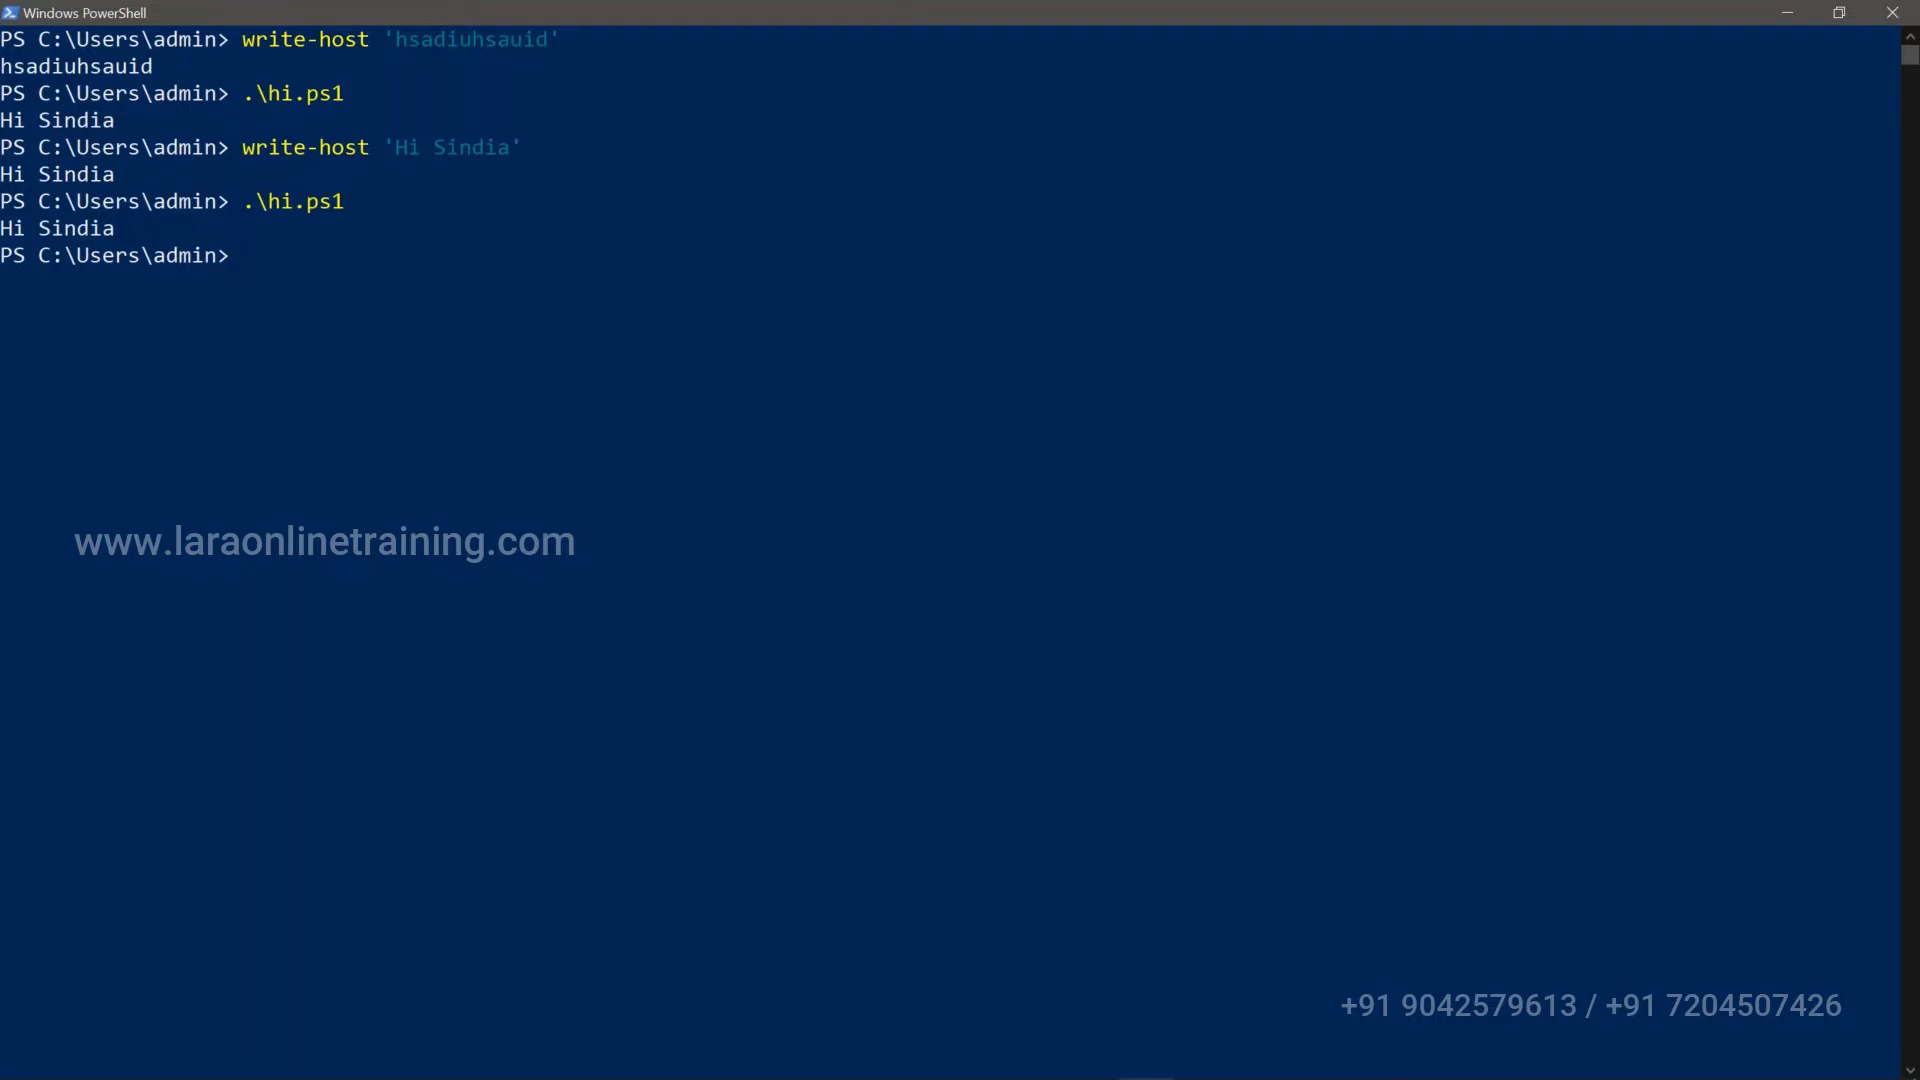 Windows PowerShell
PS C:\Users\admin> write-host 'hsadiuhsauid'
hsadiuhsauid
PS C:\Users\admin> .\hi.ps1
Hi Sindia
PS C:\Users\admin> write-host 'Hi Sindia'
Hi Sindia
PS C:\Users\admin> .\hi.ps1
Hi Sindia
PS C:\Users\admin>
www.laraonlinetraining.com
+91 9042579613 / +91 7204507426